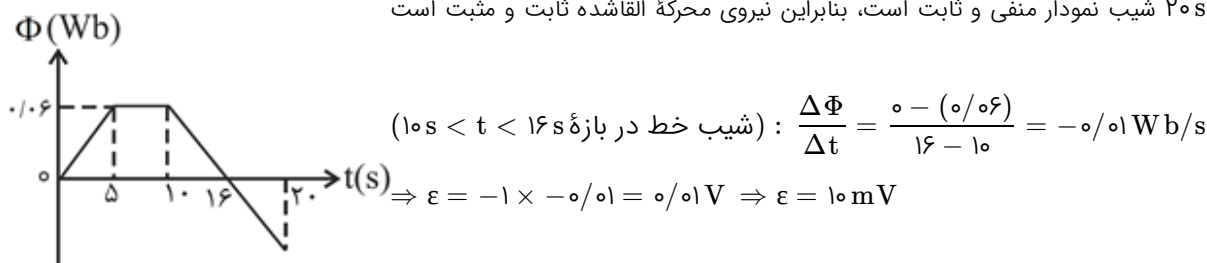 ۲۰s شیب نمودار منفی و ثابت است، بنابراین نیروی محرکهٔ القاشده ثابت و مثبت است
Φ(Wb)
۰/۰۶
۰
۵
۱۰
۱۶
۲۰
t(s)
(شیب خط در بازهٔ ۱۰s < t < ۱۶s) : ΔΦ/Δt = (۰ − (۰/۰۶))/(۱۶ − ۱۰) = −۰/۰۱ Wb/s
⇒ ε = −۱ × −۰/۰۱ = ۰/۰۱ V ⇒ ε = ۱۰ mV